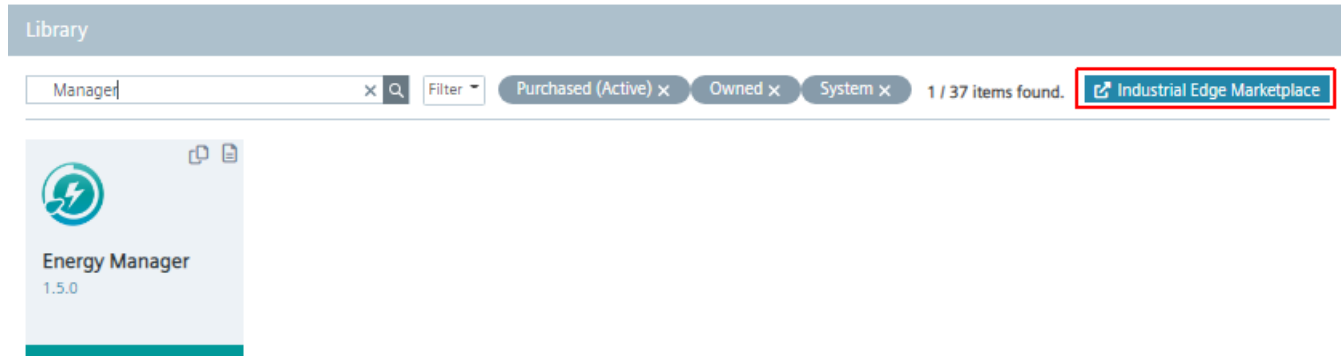 Library
Manager Filter Purchased (Active) × Owned × System × 1 / 37 items found. Industrial Edge Marketplace
Energy Manager
1.5.0